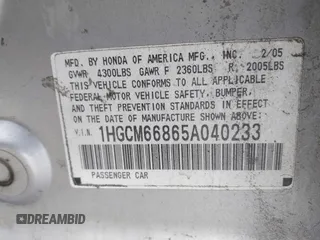 MFD. BY HONDA OF AMERICA MFG., INC. 2/05
GVWR 4300LBS GAWR F 2360LBS R 2005LBS
THIS VEHICLE CONFORMS TO ALL APPLICABLE
FEDERAL MOTOR VEHICLE SAFETY, BUMPER,
AND THEFT PREVENTION STANDARDS IN EFFECT
ON THE DATE OF MANUFACTURE SHOWN ABOVE.
V.I.N. 1HGCM66865A040233
PASSENGER CAR
DREAMBID